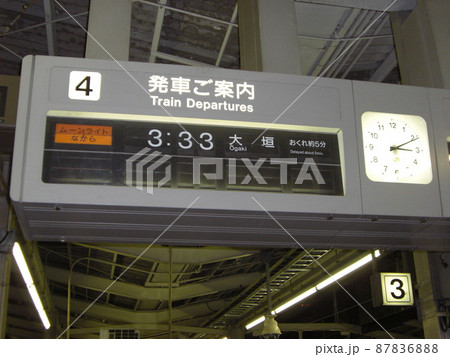 4
発車ご案内
Train Departures
ムーンライト
ながら
3:33
大垣
Ogaki
おくれ約5分
Delayed about 5min.
3
PIXTA
pixta.jp - 87836888